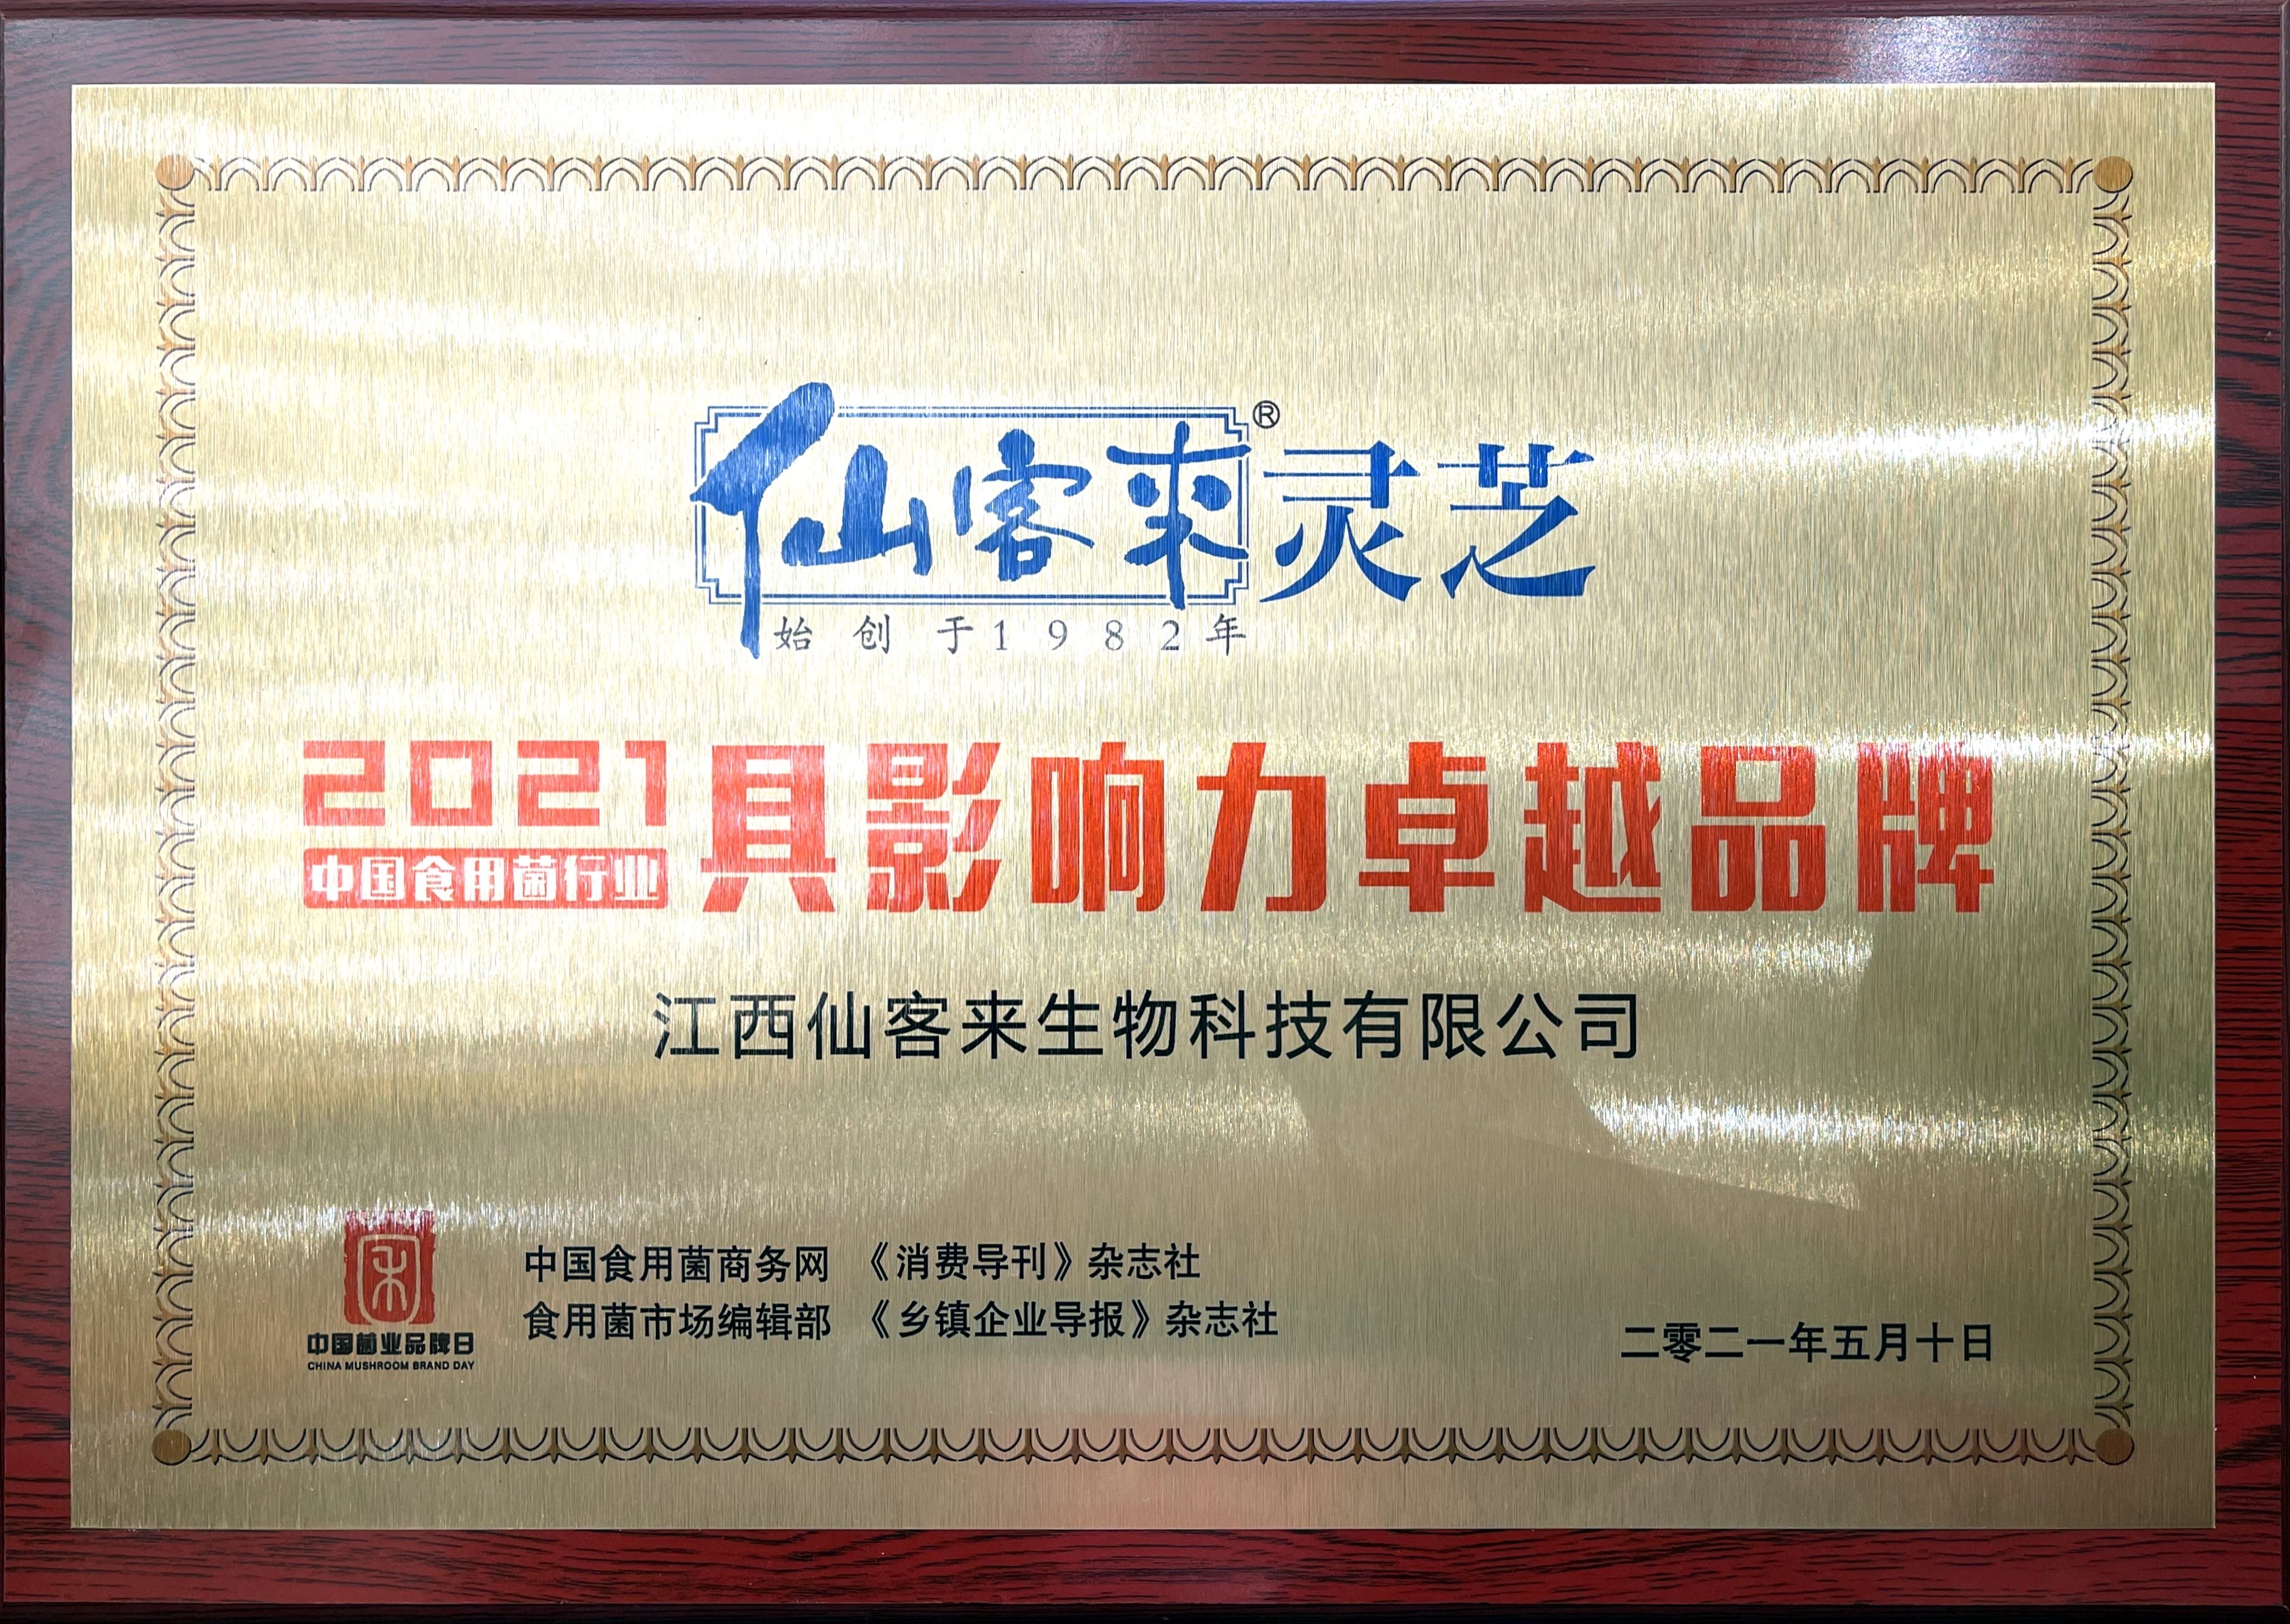 仙客来®灵芝
始创于1982年
2021具影响力卓越品牌
中国食用菌行业
江西仙客来生物科技有限公司
中国食用菌商务网 《消费导刊》杂志社
食用菌市场编辑部 《乡镇企业导报》杂志社
中国菌业品牌日
CHINA MUSHROOM BRAND DAY
二零二一年五月十日